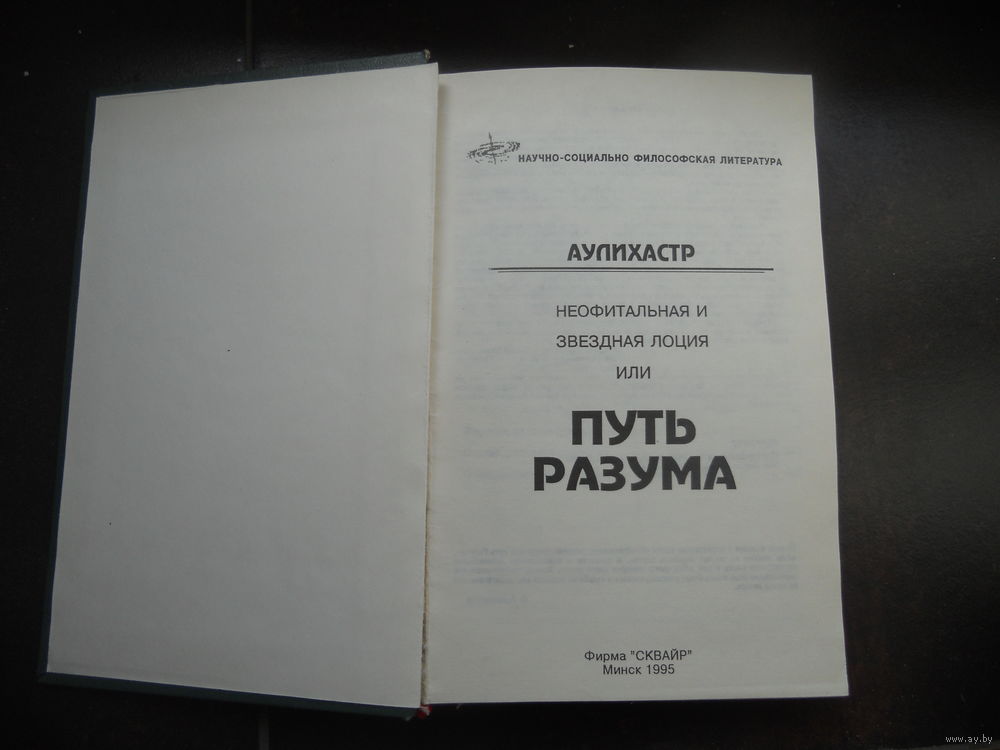 НАУЧНО-СОЦИАЛЬНО ФИЛОСОФСКАЯ ЛИТЕРАТУРА
АУЛИХАСТР
НЕОФИТАЛЬНАЯ И
ЗВЕЗДНАЯ ЛОЦИЯ
ИЛИ
ПУТЬ
РАЗУМА
Фирма "СКВАЙР"
Минск 1995
www.ay.by